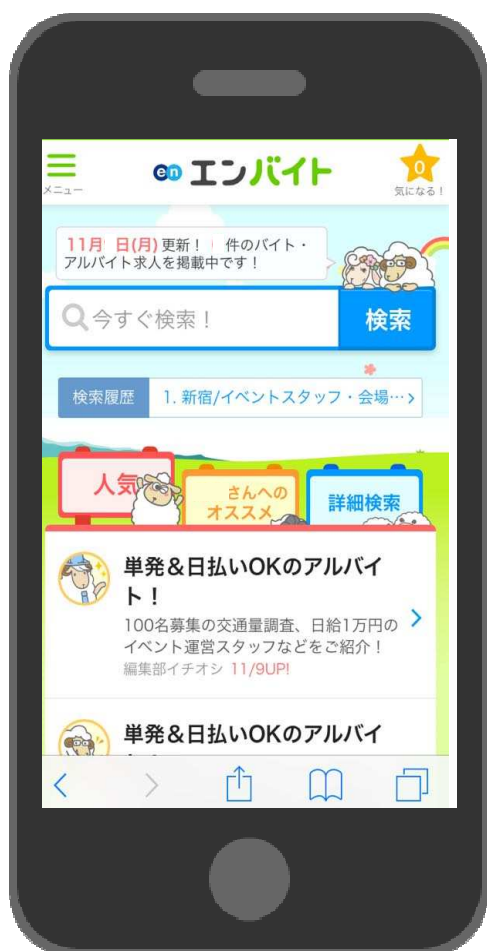 メニュー
en エンバイト
0
気になる!
11月 日(月) 更新! 件のバイト・
アルバイト求人を掲載中です!
今すぐ検索!
検索
検索履歴
1. 新宿/イベントスタッフ・会場…
人気
さんへの
オススメ
詳細検索
単発&日払いOKのアルバイ
ト!
100名募集の交通量調査、日給1万円の
イベント運営スタッフなどをご紹介!
編集部イチオシ 11/9UP!
単発&日払いOKのアルバイ